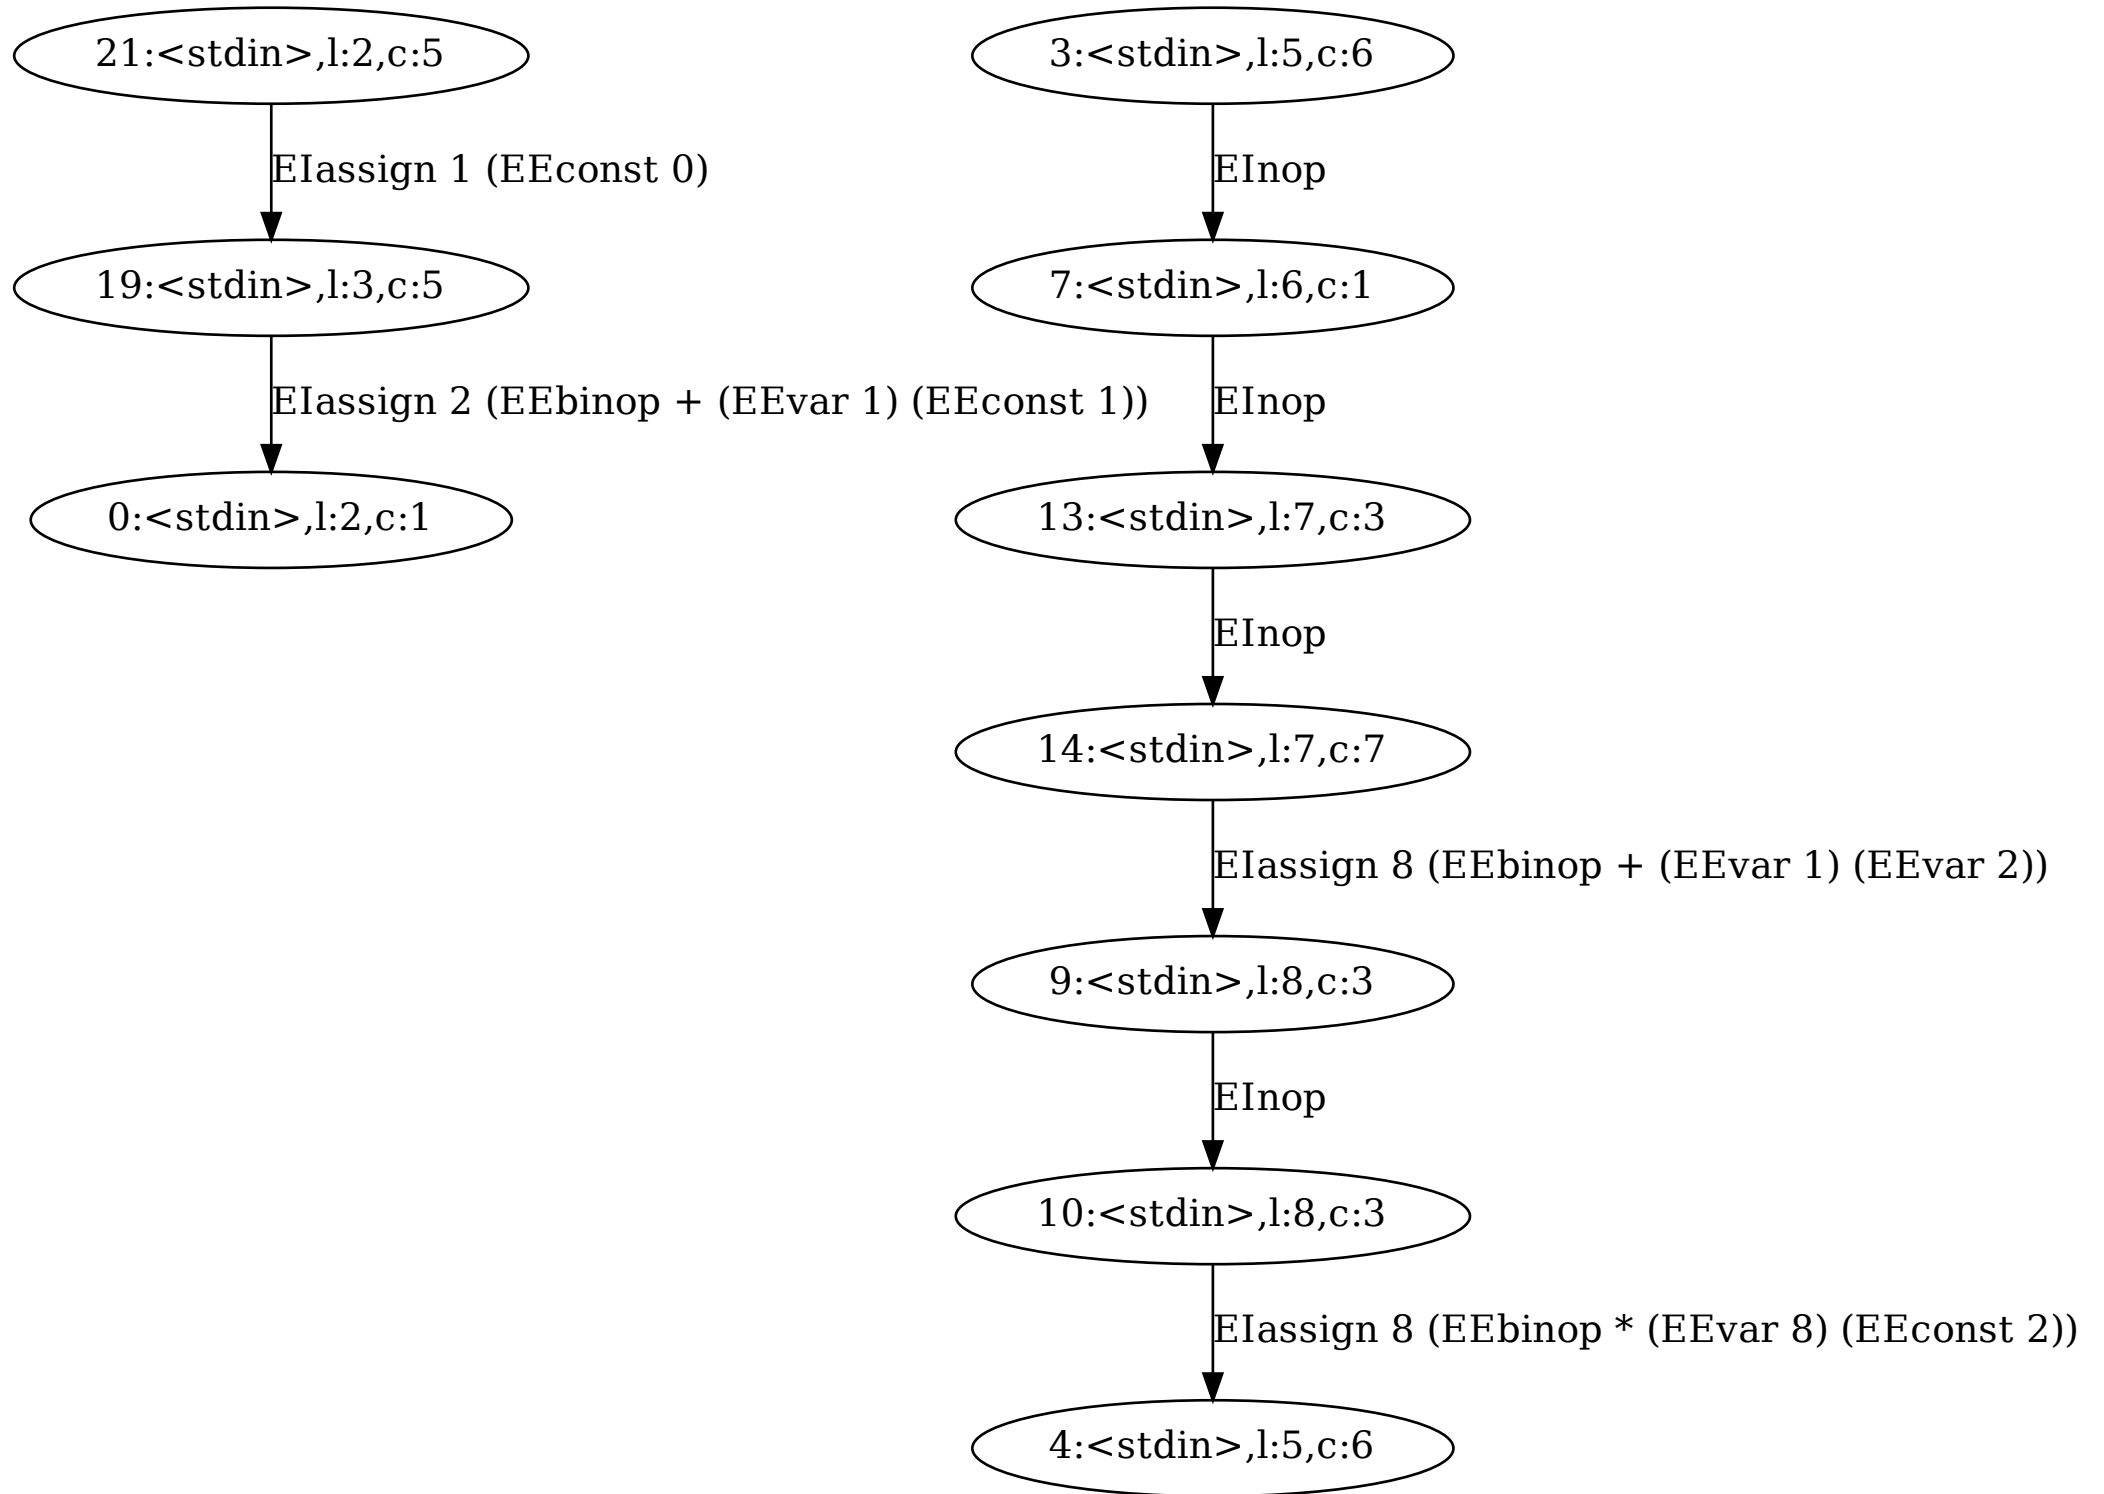 21:<stdin>,l:2,c:5
EIassign 1 (EEconst 0)
19:<stdin>,l:3,c:5
EIassign 2 (EEbinop + (EEvar 1) (EEconst 1))
0:<stdin>,l:2,c:1
3:<stdin>,l:5,c:6
EInop
7:<stdin>,l:6,c:1
EInop
13:<stdin>,l:7,c:3
EInop
14:<stdin>,l:7,c:7
EIassign 8 (EEbinop + (EEvar 1) (EEvar 2))
9:<stdin>,l:8,c:3
EInop
10:<stdin>,l:8,c:3
EIassign 8 (EEbinop * (EEvar 8) (EEconst 2))
4:<stdin>,l:5,c:6